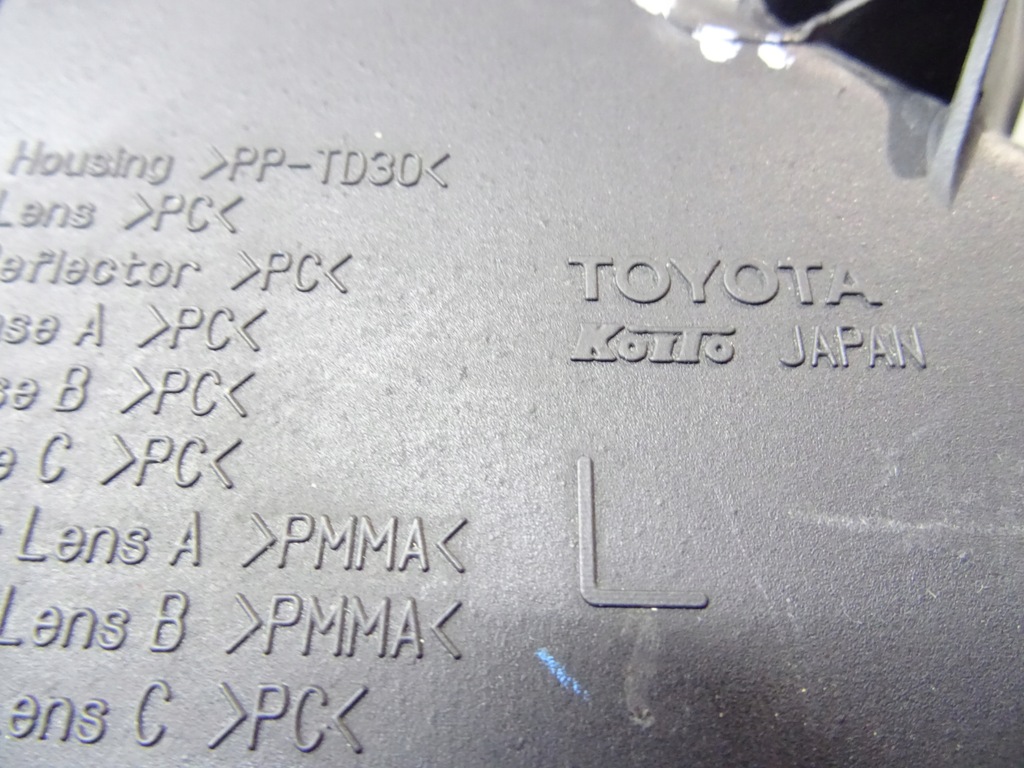 Housing >PP-TD30<
Lens >PC<
eflector >PC<
se A >PC<
se B >PC<
e C >PC<
Lens A >PMMA<
Lens B >PMMA<
ens C >PC<
TOYOTA
KOITO JAPAN
L